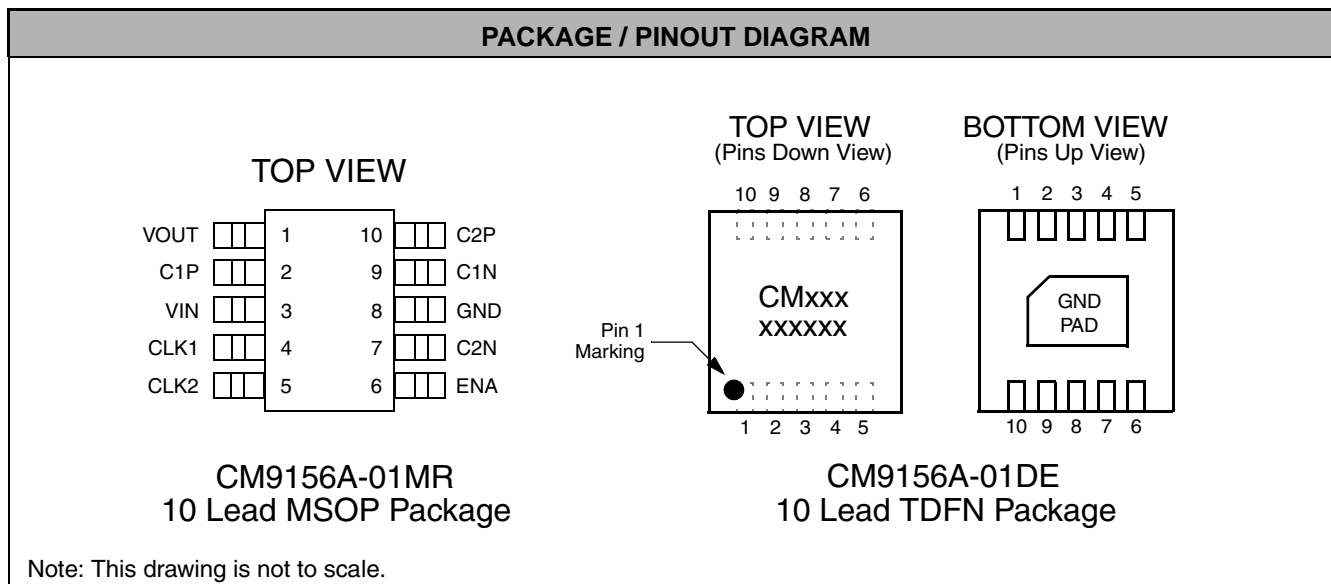 PACKAGE / PINOUT DIAGRAM
TOP VIEW
VOUT 1 10 C2P
C1P 2 9 C1N
VIN 3 8 GND
CLK1 4 7 C2N
CLK2 5 6 ENA
CM9156A-01MR
10 Lead MSOP Package
TOP VIEW
(Pins Down View)
10 9 8 7 6
CMxxx
xxxxxx
Pin 1
Marking
1 2 3 4 5
BOTTOM VIEW
(Pins Up View)
1 2 3 4 5
GND
PAD
10 9 8 7 6
CM9156A-01DE
10 Lead TDFN Package
Note: This drawing is not to scale.